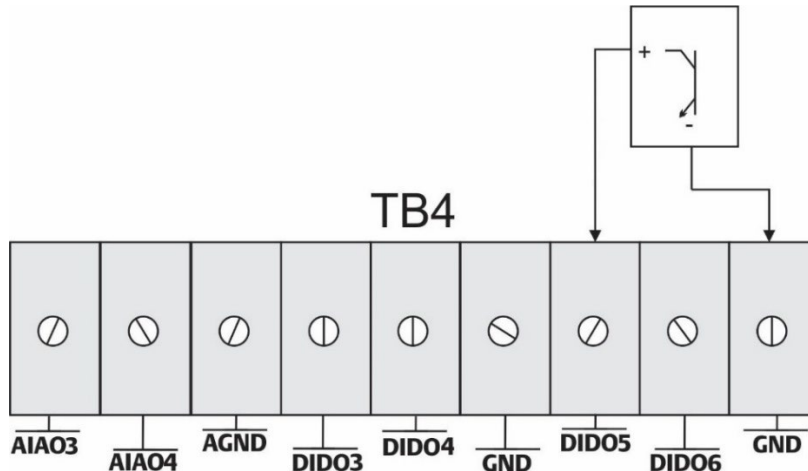 +
-
TB4
AIAO3
AIAO4
AGND
DIDO3
DIDO4
GND
DIDO5
DIDO6
GND